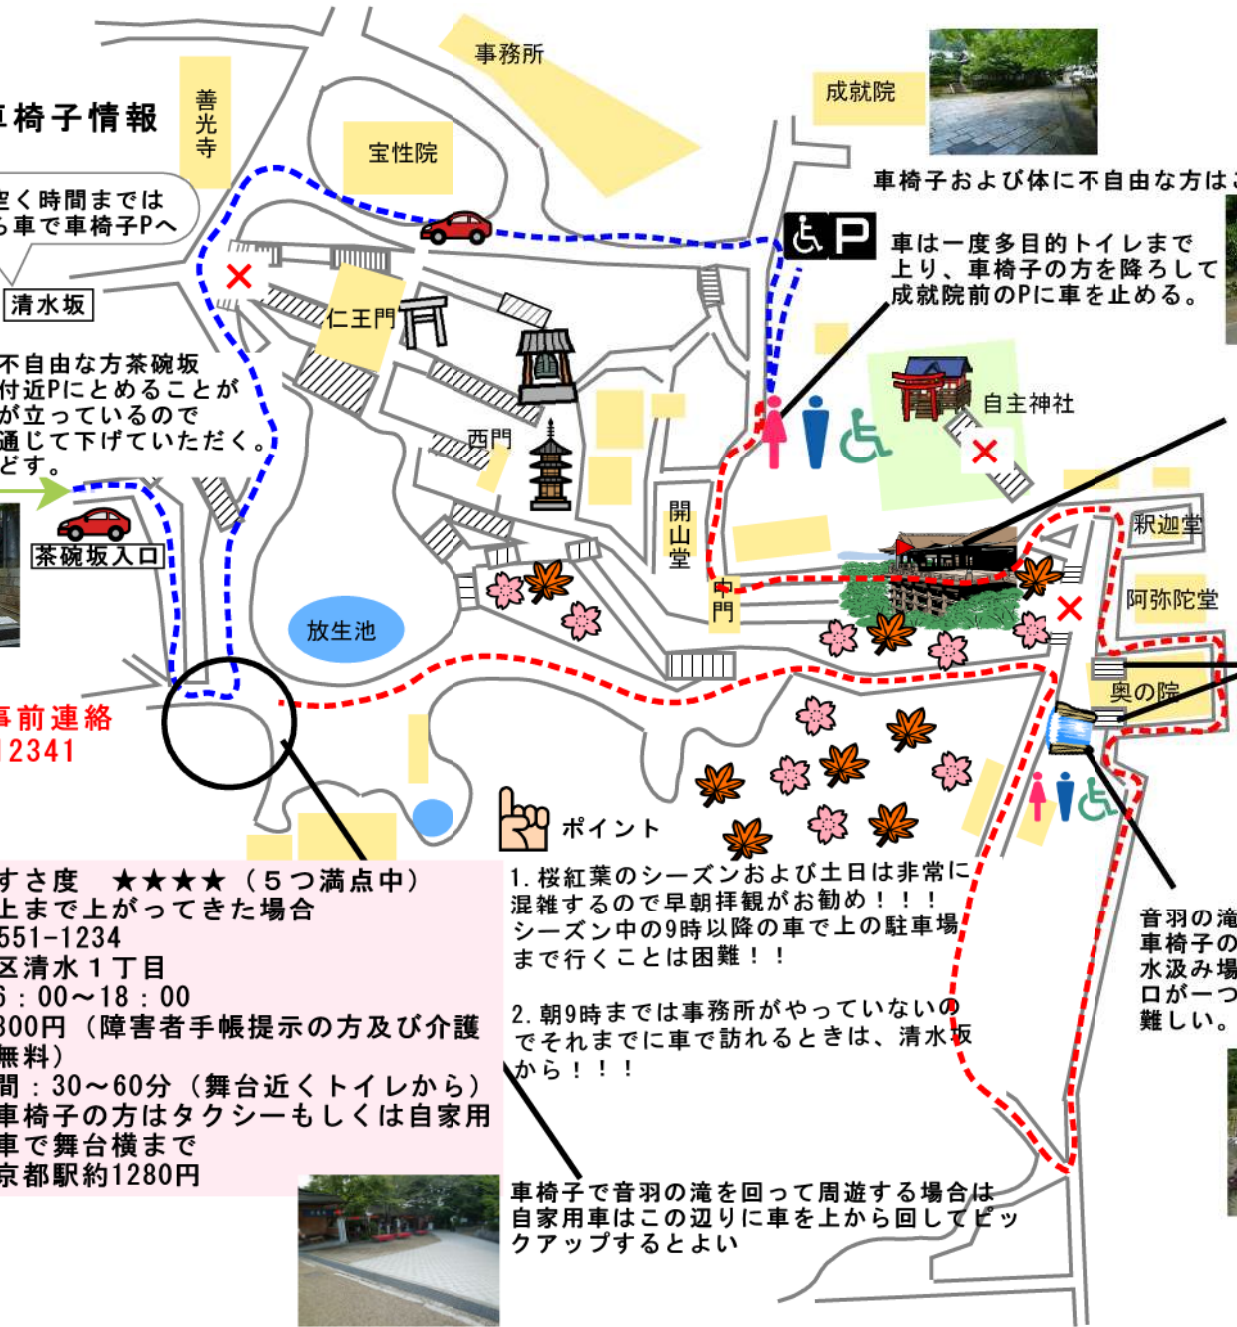 事務所
成就院
善光寺
車椅子情報
宝性院
車椅子および体に不自由な方は
空く時間までは
ら車で車椅子Pへ
P
車は一度多目的トイレまで
上り、車椅子の方を降ろして
成就院前のPに車を止める。
清水坂
仁王門
不自由な方茶碗坂
付近Pにとめることが
が立っているので
通じて下げていただく。
どす。
自主神社
西門
開山堂
釈迦堂
茶碗坂入口
中門
阿弥陀堂
放生池
奥の院
事前連絡
12341
ポイント
すさ度 ★★★★（５つ満点中）
上まで上がってきた場合
551-1234
区清水１丁目
6：00～18：00
300円（障害者手帳提示の方及び介護
無料）
間：30～60分（舞台近くトイレから）
車椅子の方はタクシーもしくは自家用
車で舞台横まで
京都駅約1280円
1.桜紅葉のシーズンおよび土日は非常に
混雑するので早朝拝観がお勧め！！！
シーズン中の9時以降の車で上の駐車場
まで行くことは困難！！
2.朝9時までは事務所がやっていないの
でそれまでに車で訪れるときは、清水坂
から！！！
音羽の滝
車椅子の
水汲み場
口が一つ
難しい。
車椅子で音羽の滝を回って周遊する場合は
自家用車はこの辺りに車を上から回してピッ
クアップするとよい